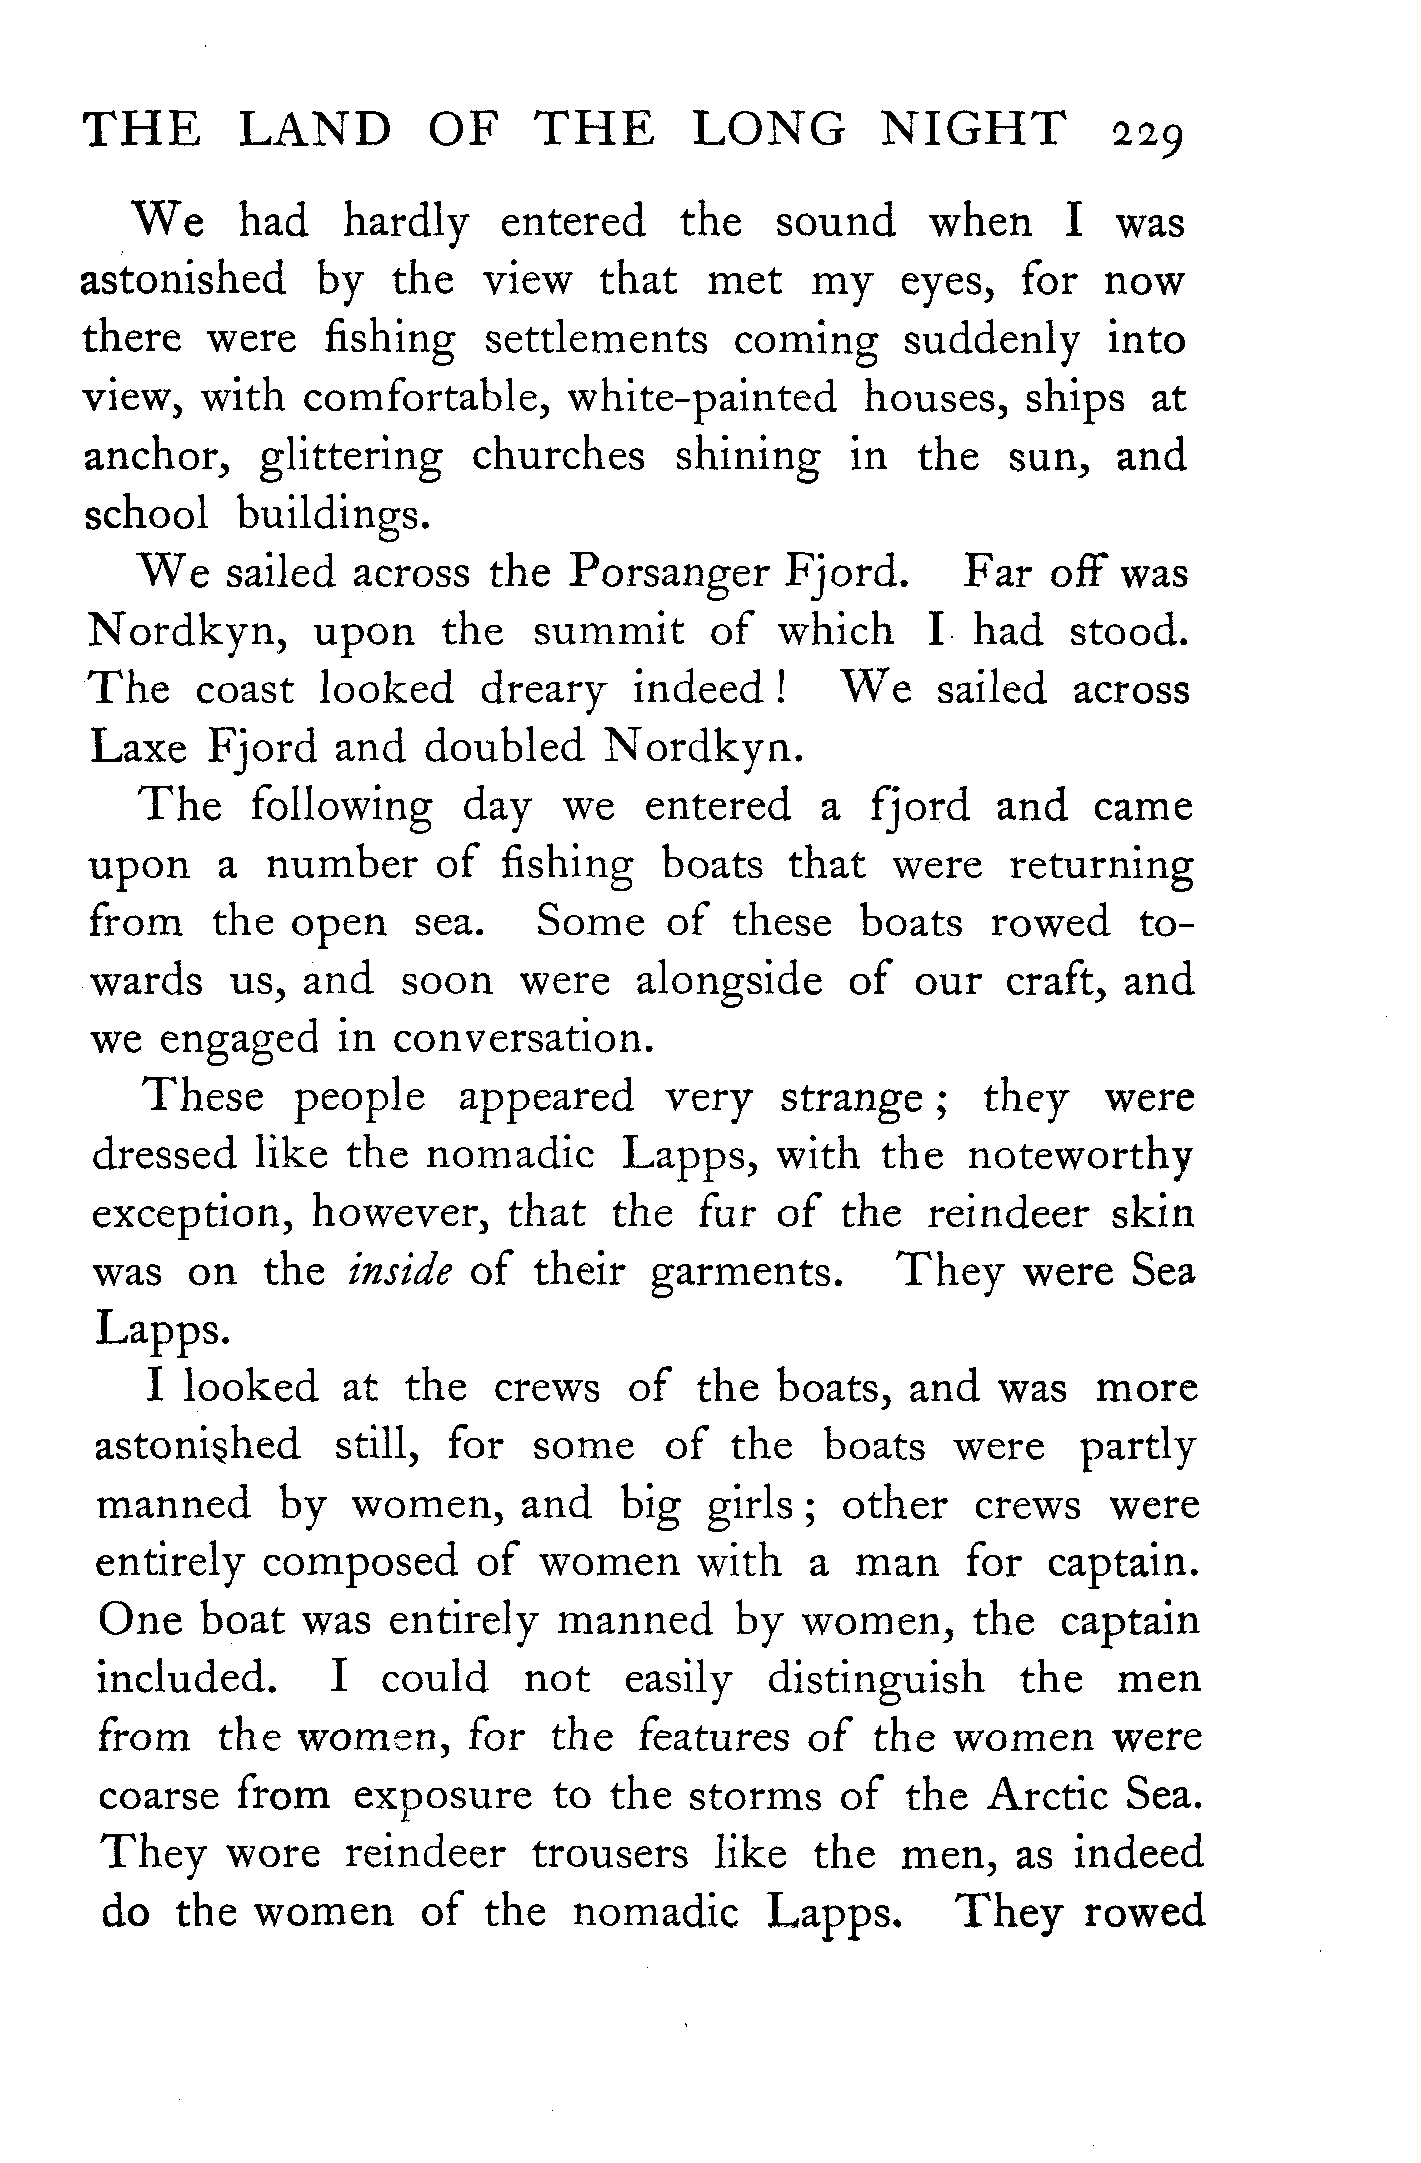 THE LAND OF THE LONG NIGHT 229
We had hardly entered the sound when I was
astonished by the view that met my eyes, for now
there were fishing settlements coming suddenly into
view, with comfortable, white-painted houses, ships at
anchor, glittering churches shining in the sun, and
school buildings.
We sailed across the Porsanger Fjord. Far off was
Nordkyn, upon the summit of which I had stood.
The coast looked dreary indeed! We sailed across
Laxe Fjord and doubled Nordkyn.
The following day we entered a fjord and came
upon a number of fishing boats that were returning
from the open sea. Some of these boats rowed to-
wards us, and soon were alongside of our craft, and
we engaged in conversation.
These people appeared very strange; they were
dressed like the nomadic Lapps, with the noteworthy
exception, however, that the fur of the reindeer skin
was on the inside of their garments. They were Sea
Lapps.
I looked at the crews of the boats, and was more
astonished still, for some of the boats were partly
manned by women, and big girls; other crews were
entirely composed of women with a man for captain.
One boat was entirely manned by women, the captain
included. I could not easily distinguish the men
from the women, for the features of the women were
coarse from exposure to the storms of the Arctic Sea.
They wore reindeer trousers like the men, as indeed
do the women of the nomadic Lapps. They rowed